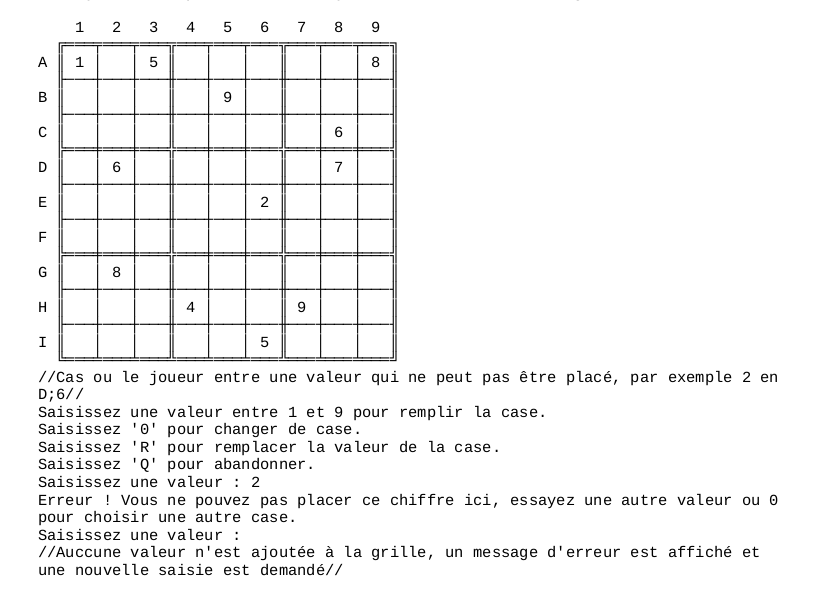 1 2 3 4 5 6 7 8 9
A 1 5 8
B 9
C 6
D 6 7
E 2
F
G 8
H 4 9
I 5
//Cas ou le joueur entre une valeur qui ne peut pas être placé, par exemple 2 en
D;6//
Saisissez une valeur entre 1 et 9 pour remplir la case.
Saisissez '0' pour changer de case.
Saisissez 'R' pour remplacer la valeur de la case.
Saisissez 'Q' pour abandonner.
Saisissez une valeur : 2
Erreur ! Vous ne pouvez pas placer ce chiffre ici, essayez une autre valeur ou 0
pour choisir une autre case.
Saisissez une valeur :
//Auccune valeur n'est ajoutée à la grille, un message d'erreur est affiché et
une nouvelle saisie est demandé//